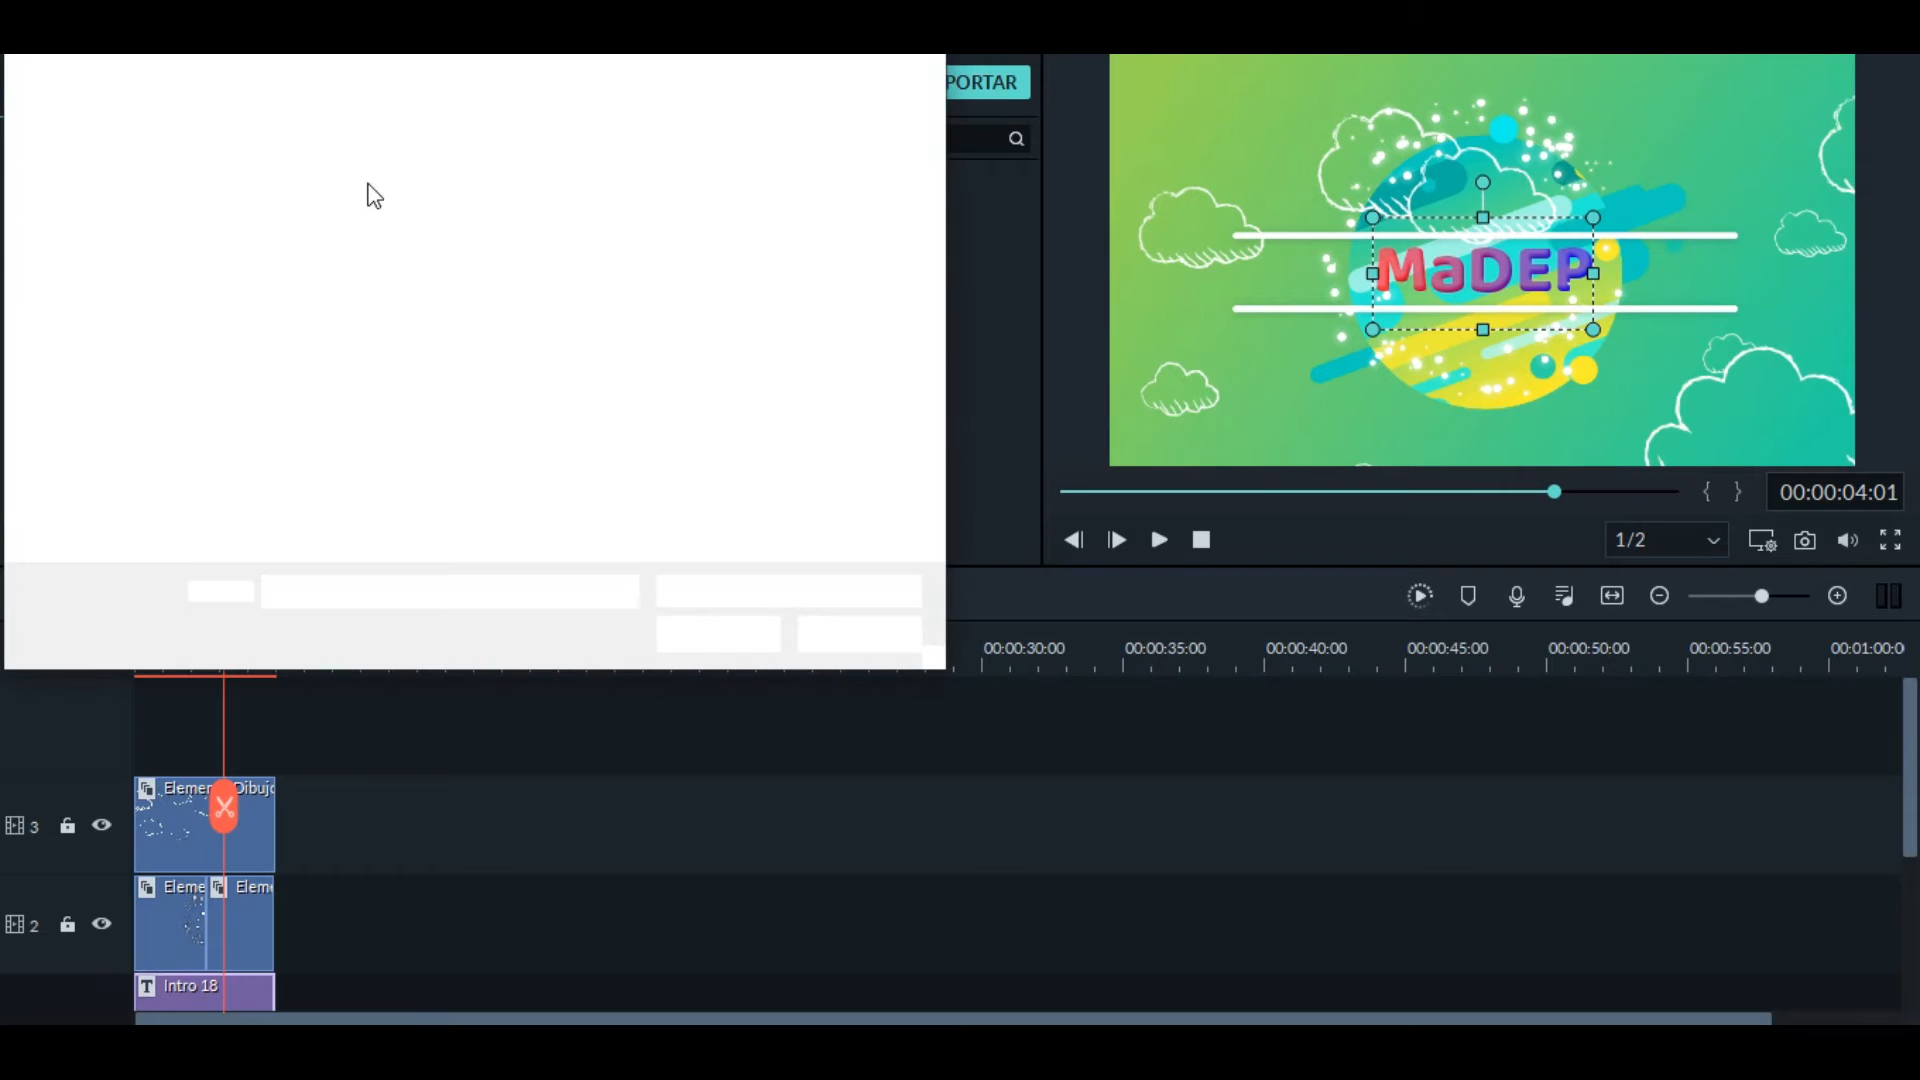 PORTAR
MaDEP
00:00:04:01
1/2
00:00:30:00
00:00:35:00
00:00:40:00
00:00:45:00
00:00:50:00
00:00:55:00
00:01:00:0
Elemen Dibujo
3
Eleme Eleme
2
T Intro 18